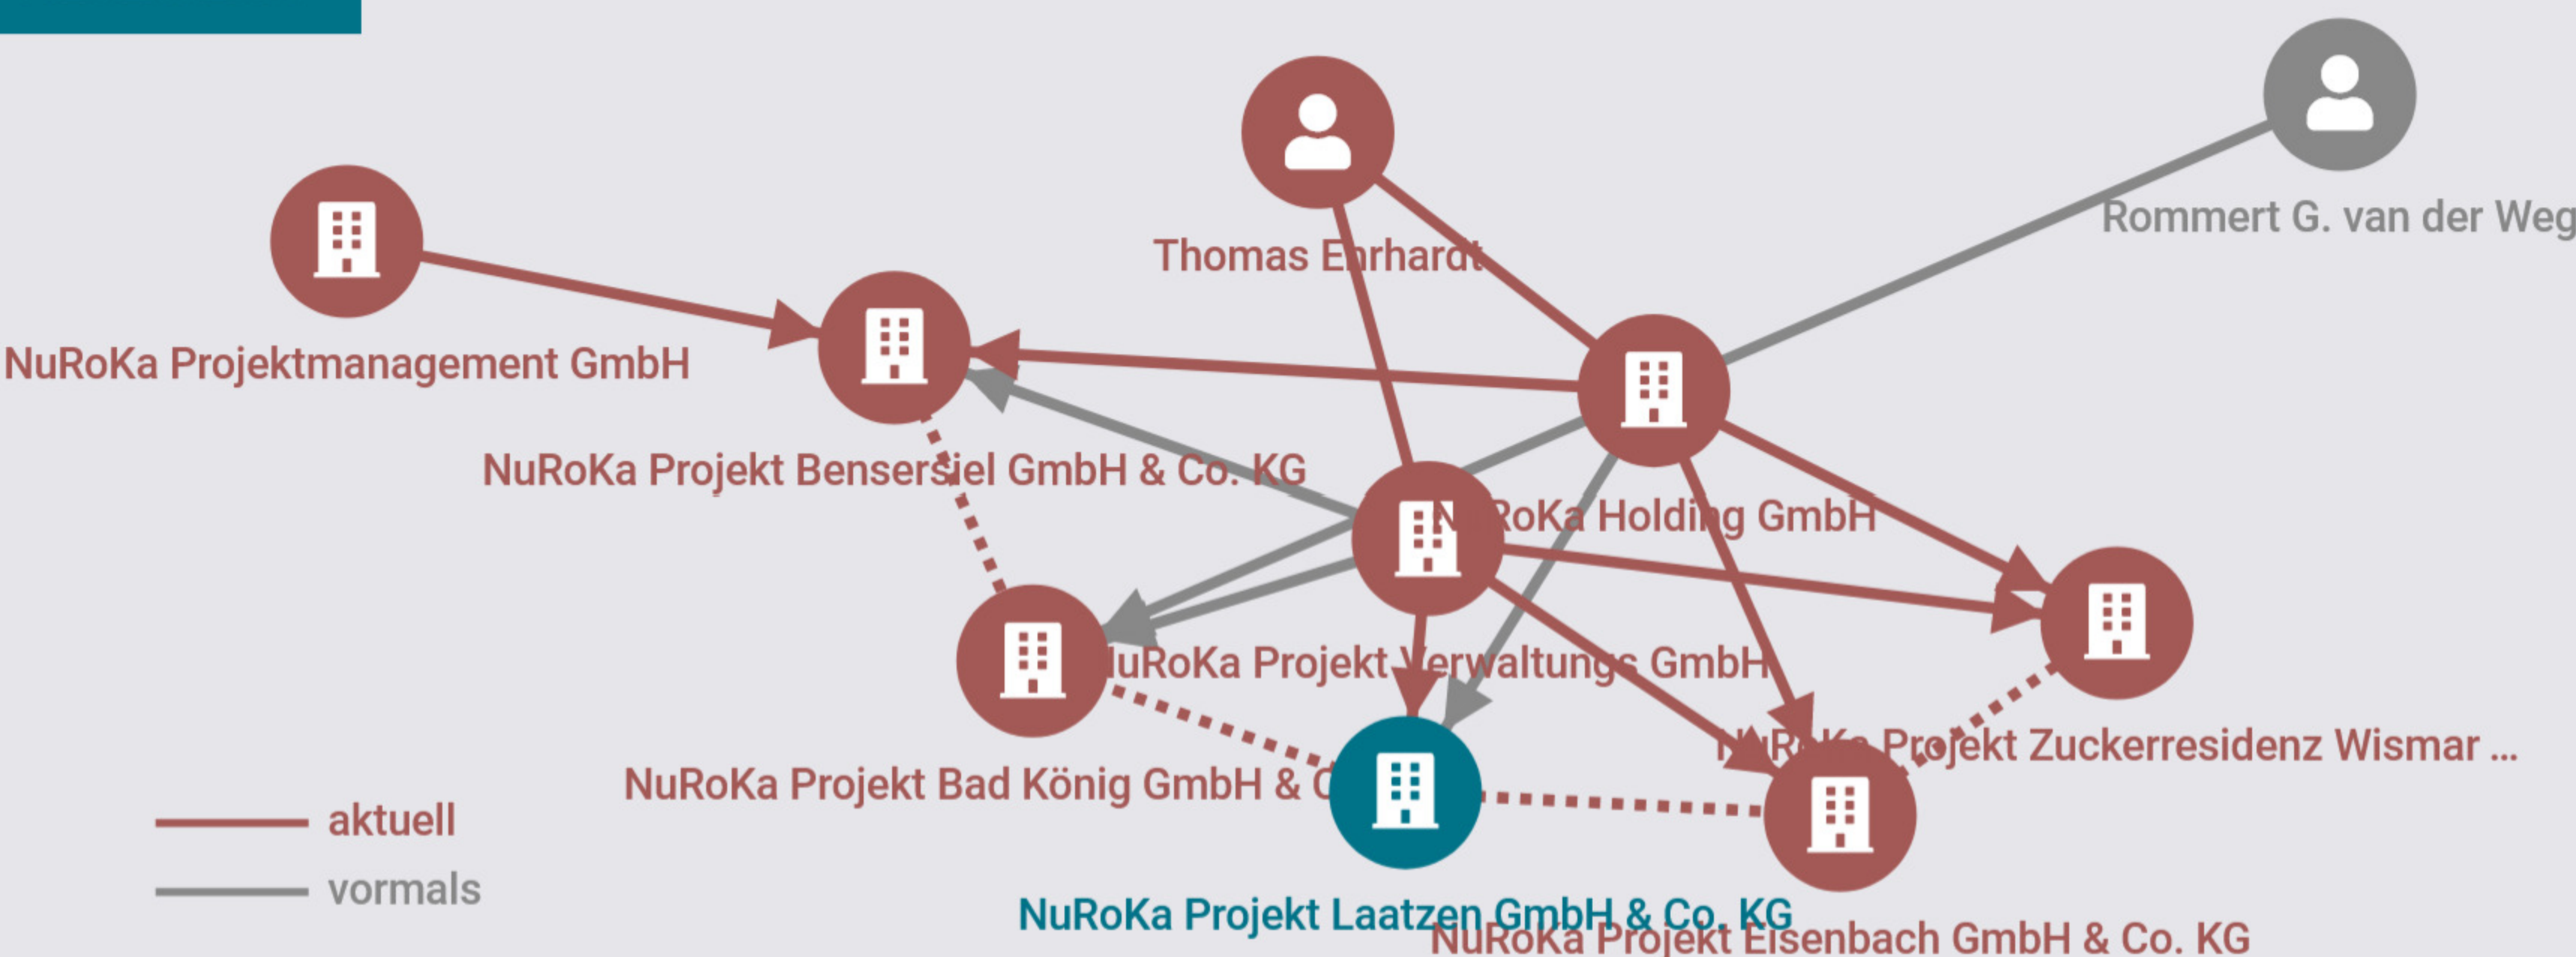 Rommert G. van der Weg
Thomas Ehrhardt
NuRoKa Projektmanagement GmbH
NuRoKa Projekt Bensersiel GmbH & Co. KG
NuRoKa Holding GmbH
NuRoKa Projekt Verwaltungs GmbH
NuRoKa Projekt Zuckerresidenz Wismar ...
NuRoKa Projekt Bad König GmbH & C
aktuell
vormals
NuRoKa Projekt Laatzen GmbH & Co. KG
NuRoKa Projekt Eisenbach GmbH & Co. KG